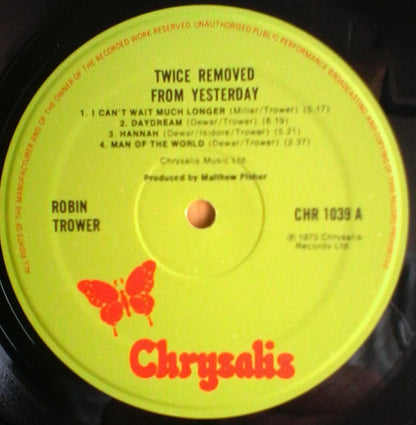 ALL RIGHTS OF THE MANUFACTURER AND OF THE OWNER OF THE RECORDED WORK RESERVED UNAUTHORISED PUBLIC PERFORMANCE BROADCASTING AND COPYING OF THIS RECORD PROHIBITED
TWICE REMOVED
FROM YESTERDAY
1. I CAN'T WAIT MUCH LONGER (Miller/Trower) (5.17)
2. DAYDREAM (Dewar/Trower) (6.19)
3. HANNAH (Dewar/Isidore/Trower) (5.21)
4. MAN OF THE WORLD (Dewar/Trower) (2.37)
Chrysalis Music Ltd.
Produced by Matthew Fisher
ROBIN
TROWER
CHR 1039 A
℗ 1973 Chrysalis
Records Ltd.
Chrysalis